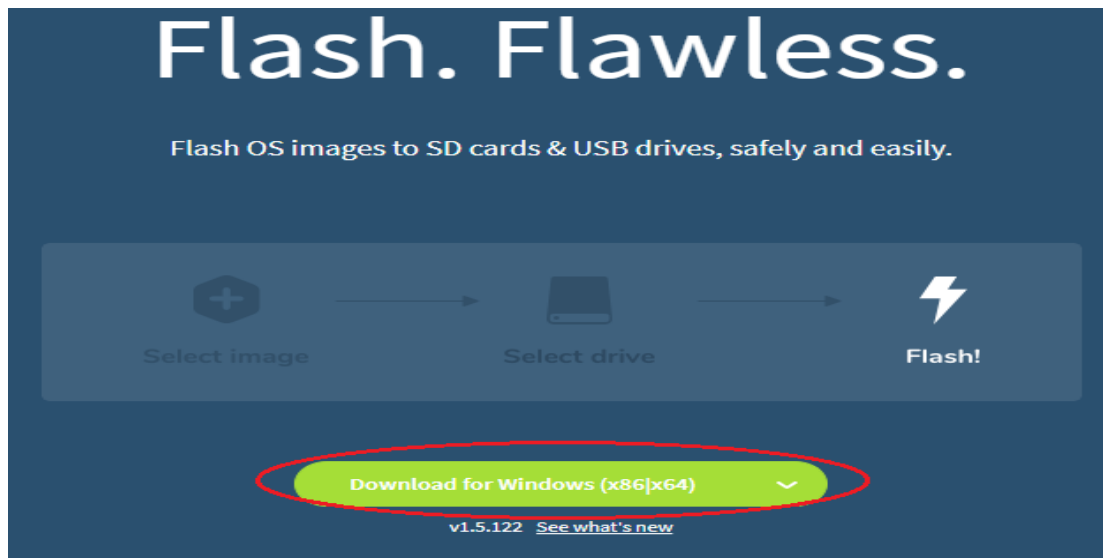 Flash. Flawless.
Flash OS images to SD cards & USB drives, safely and easily.
Select image
Select drive
Flash!
Download for Windows (x86|x64)
v1.5.122 See what's new